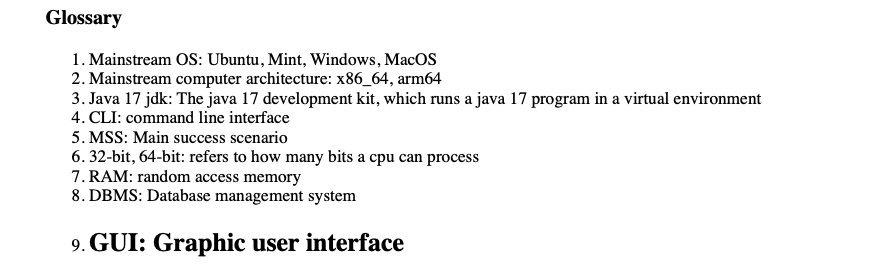 Glossary
1. Mainstream OS: Ubuntu, Mint, Windows, MacOS
2. Mainstream computer architecture: x86_64, arm64
3. Java 17 jdk: The java 17 development kit, which runs a java 17 program in a virtual environment
4. CLI: command line interface
5. MSS: Main success scenario
6. 32-bit, 64-bit: refers to how many bits a cpu can process
7. RAM: random access memory
8. DBMS: Database management system
9. GUI: Graphic user interface